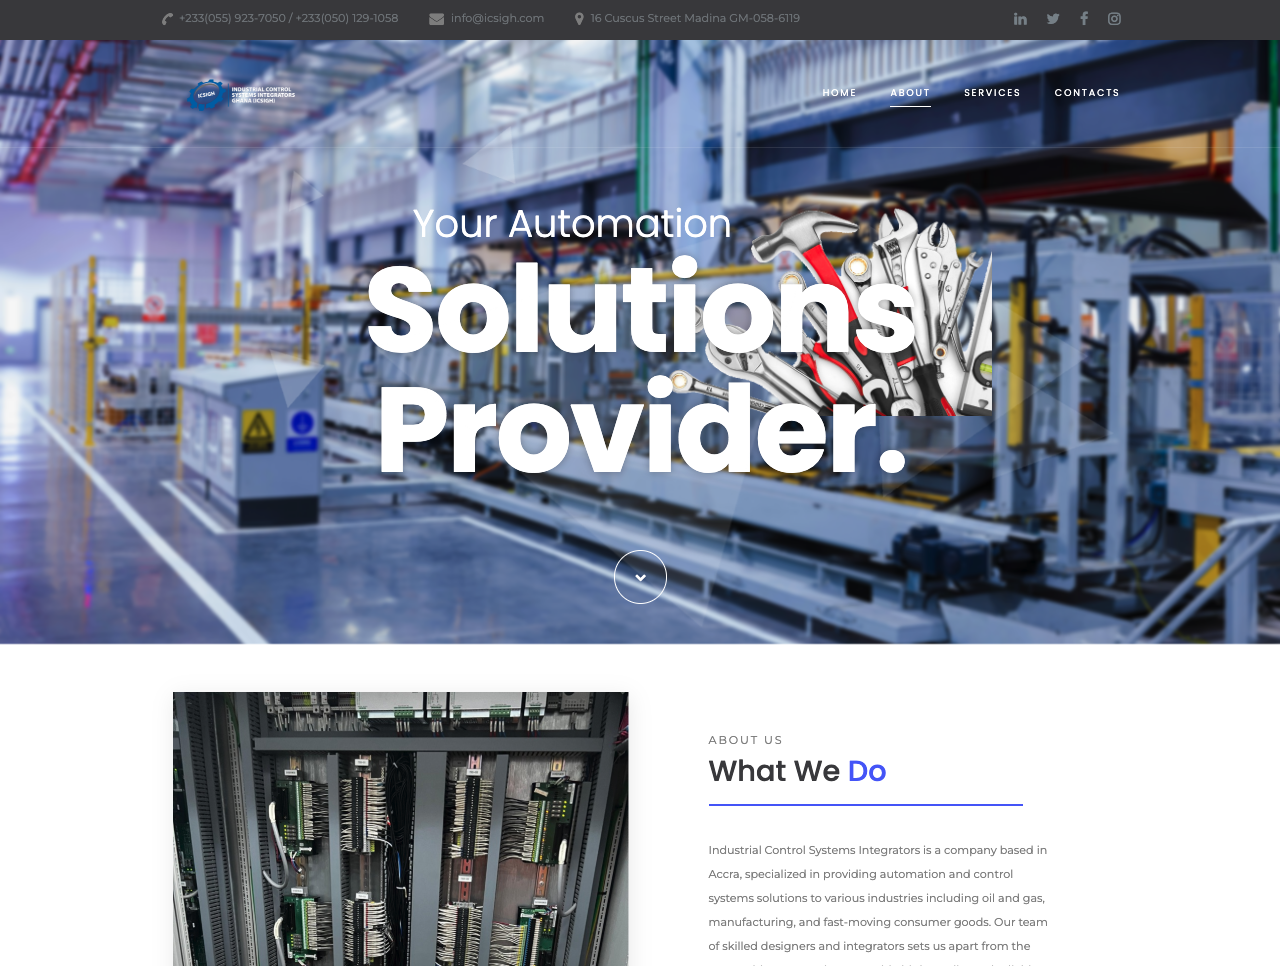 +233(055) 923-7050 / +233(050) 129-1058
info@icsigh.com
16 Cuscus Street Madina GM-058-6119
ICSIGH
INDUSTRIAL CONTROL
SYSTEMS INTEGRATORS
GHANA (ICSIGH)
HOME
ABOUT
SERVICES
CONTACTS
Your Automation
Solutions
Provider.
ABOUT US
What We Do
Industrial Control Systems Integrators is a company based in
Accra, specialized in providing automation and control
systems solutions to various industries including oil and gas,
manufacturing, and fast-moving consumer goods. Our team
of skilled designers and integrators sets us apart from the